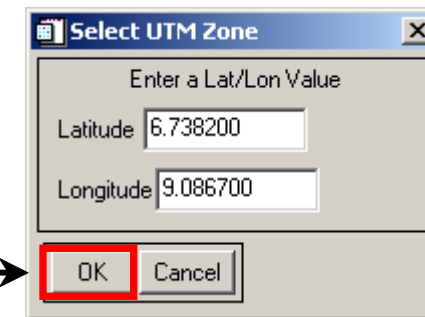 Select UTM Zone
Enter a Lat/Lon Value
Latitude 6.738200
Longitude 9.086700
OK Cancel